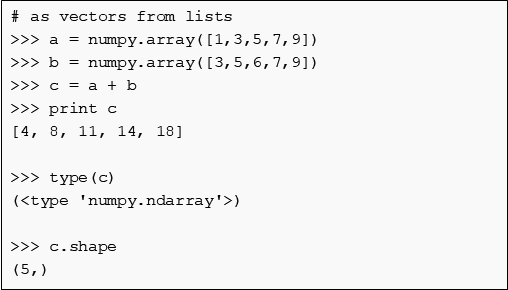 # as vectors from lists
>>> a = numpy.array([1,3,5,7,9])
>>> b = numpy.array([3,5,6,7,9])
>>> c = a + b
>>> print c
[4, 8, 11, 14, 18]
>>> type(c)
(<type 'numpy.ndarray'>)
>>> c.shape
(5,)